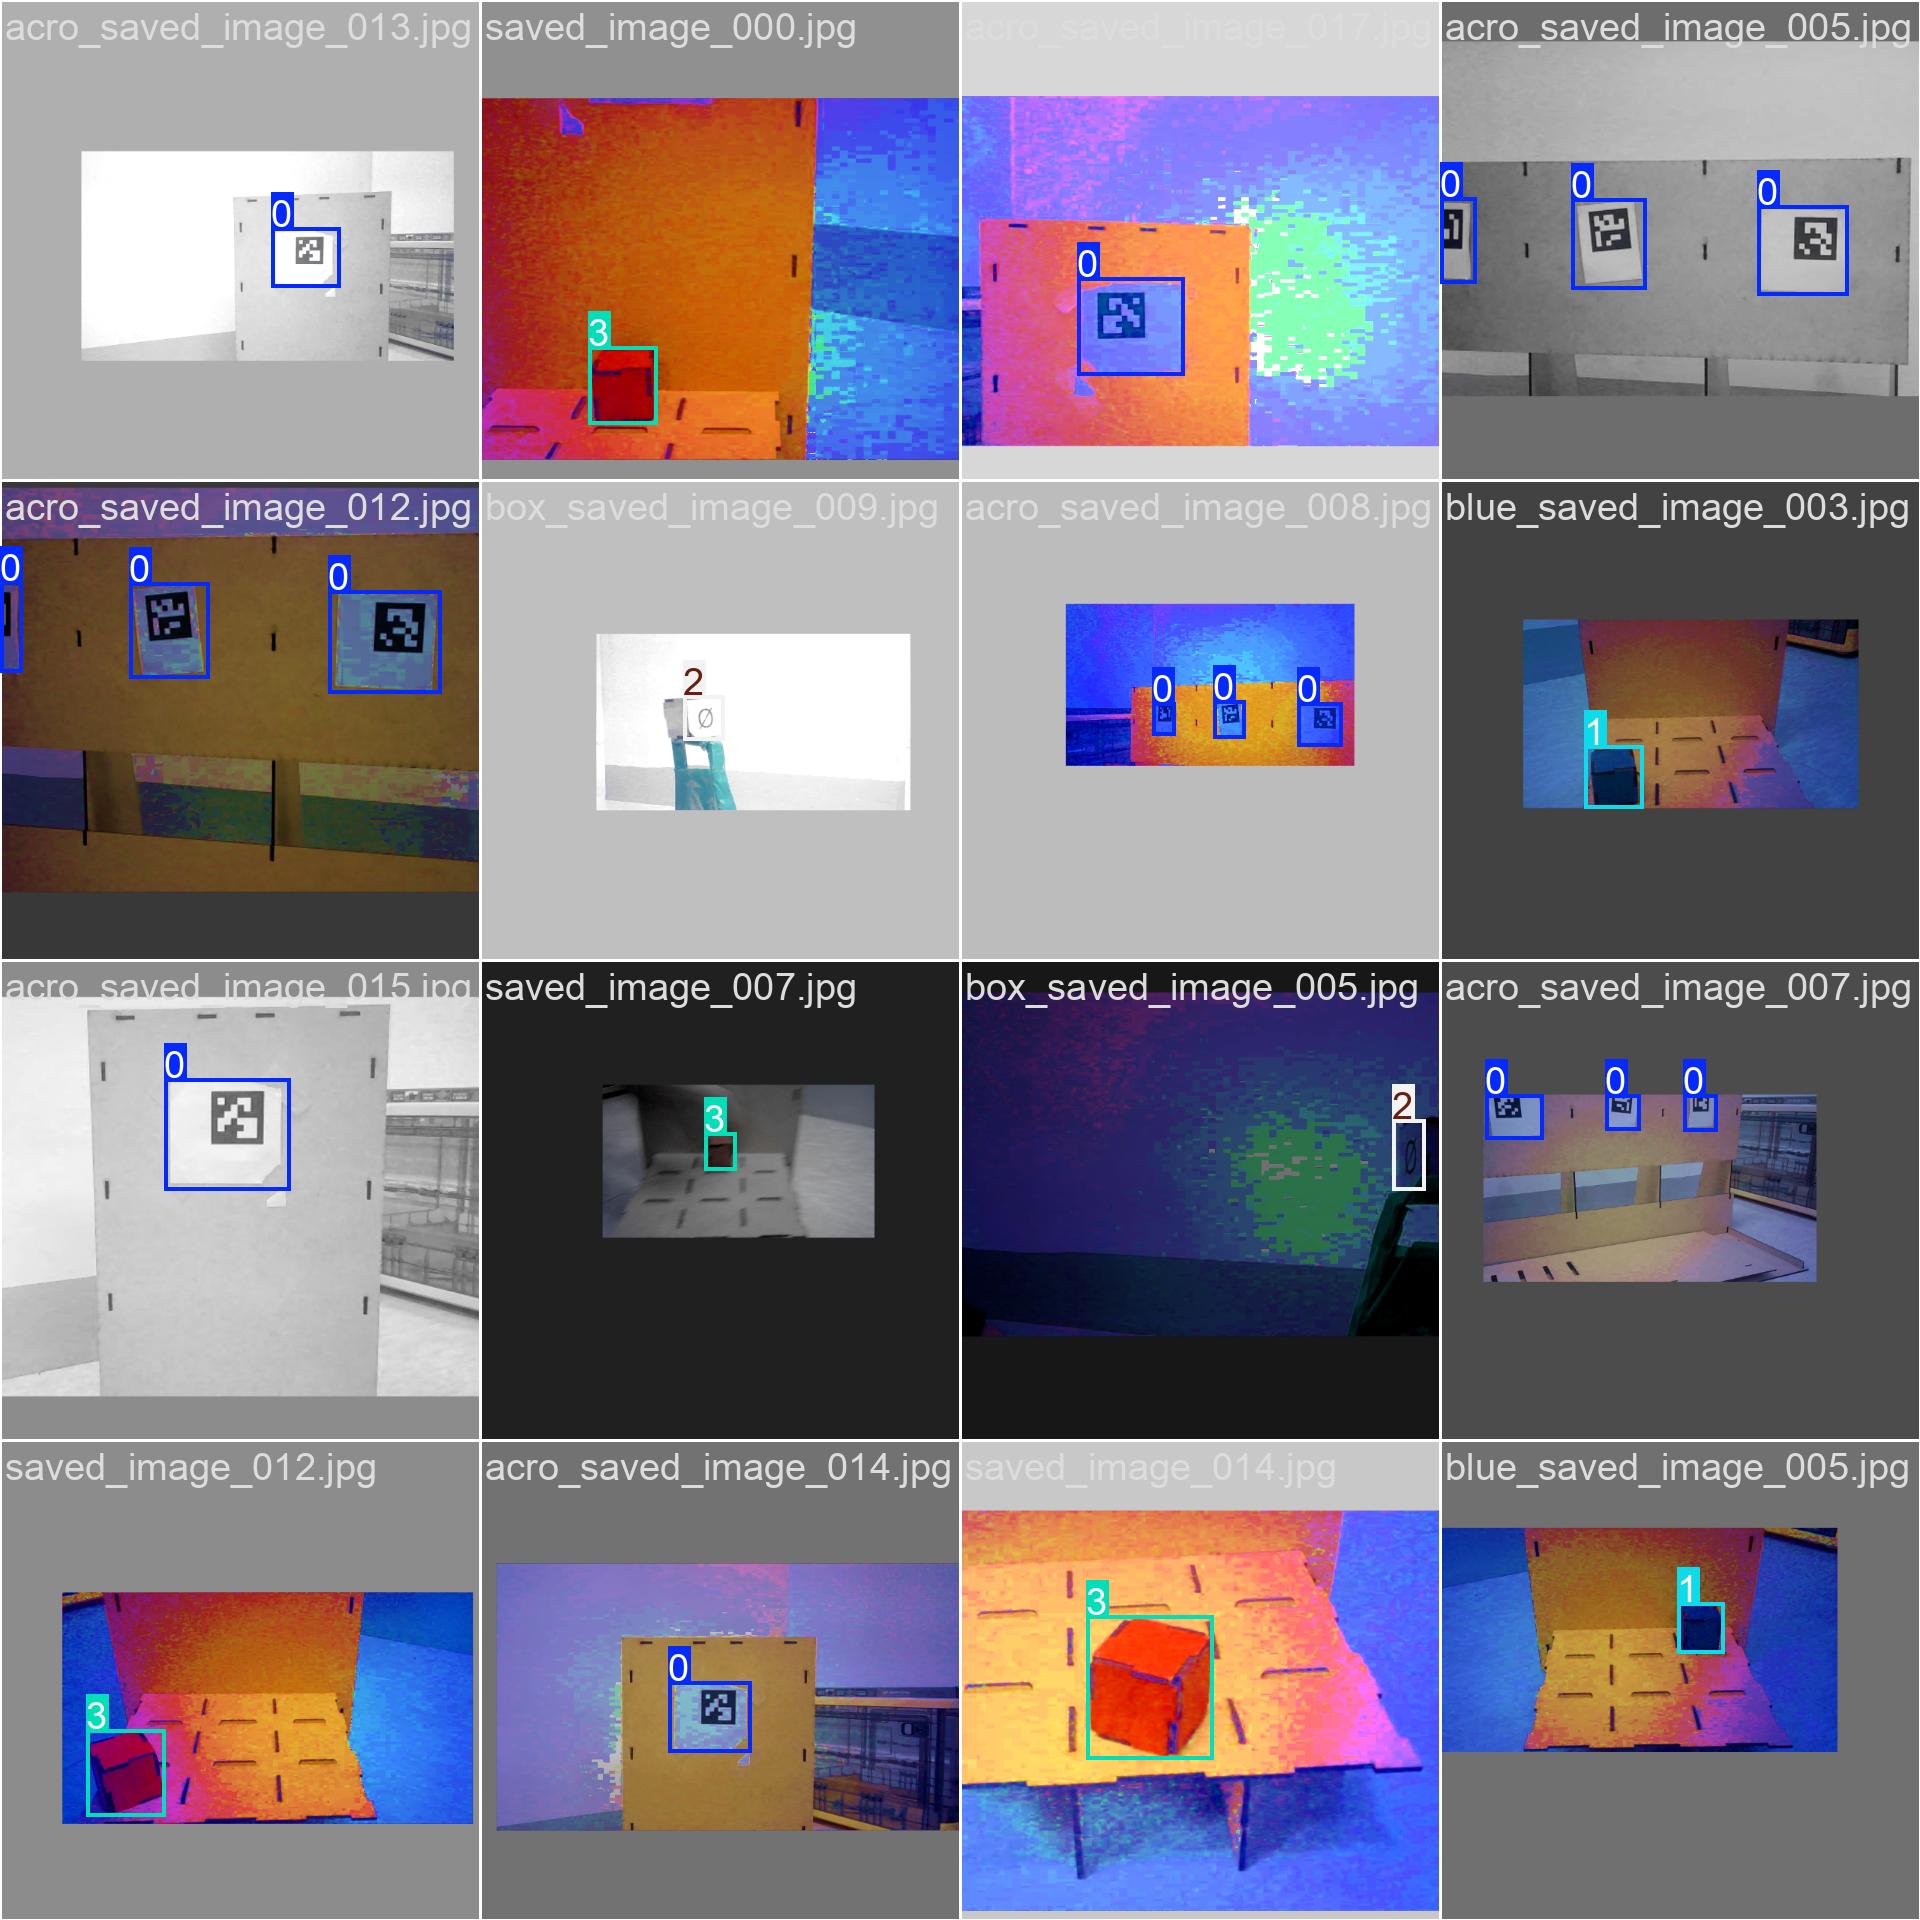 acro_saved_image_013.jpg
0
saved_image_000.jpg
3
acro_saved_image_017.jpg
0
acro_saved_image_005.jpg
0 0 0
acro_saved_image_012.jpg
0 0 0
box_saved_image_009.jpg
2
Ø
acro_saved_image_008.jpg
0 0 0
blue_saved_image_003.jpg
1
acro_saved_image_015.jpg
0
saved_image_007.jpg
3
box_saved_image_005.jpg
2
Ø
acro_saved_image_007.jpg
0 0 0
saved_image_012.jpg
3
acro_saved_image_014.jpg
0
saved_image_014.jpg
3
blue_saved_image_005.jpg
1